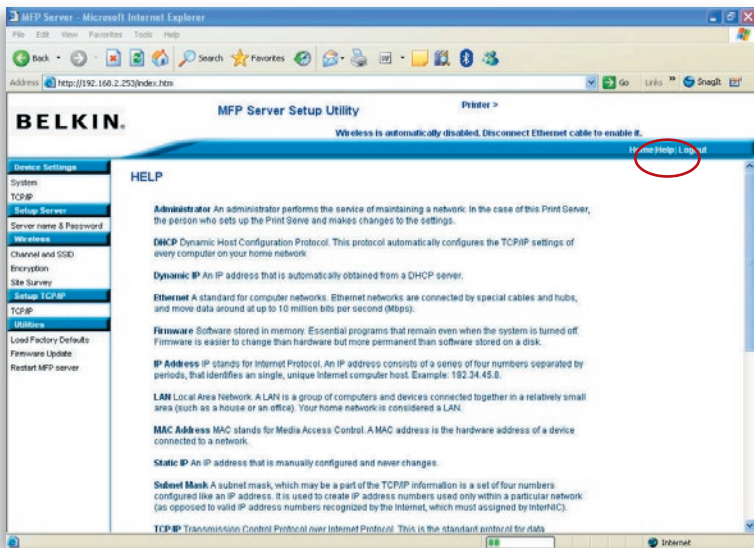 MFP Server - Microsoft Internet Explorer
File Edit View Favorites Tools Help
Back Search Favorites
Address http://192.168.2.253/index.htm Go Links » SnagIt
BELKIN.
MFP Server Setup Utility
Printer >
Wireless is automatically disabled. Disconnect Ethernet cable to enable it.
Home|Help| Logout
Device Settings
System
TCP/IP
Setup Server
Server name & Password
Wireless
Channel and SSID
Encryption
Site Survey
Setup TCP/IP
TCP/IP
Utilities
Load Factory Defaults
Firmware Update
Restart MFP server
HELP
Administrator An administrator performs the service of maintaining a network. In the case of this Print Server,
the person who sets up the Print Serve and makes changes to the settings.
DHCP Dynamic Host Configuration Protocol. This protocol automatically configures the TCP/IP settings of
every computer on your home network
Dynamic IP An IP address that is automatically obtained from a DHCP server.
Ethernet A standard for computer networks. Ethernet networks are connected by special cables and hubs,
and move data around at up to 10 million bits per second (Mbps).
Firmware Software stored in memory. Essential programs that remain even when the system is turned off.
Firmware is easier to change than hardware but more permanent than software stored on a disk.
IP Address IP stands for Internet Protocol. An IP address consists of a series of four numbers separated by
periods, that identifies an single, unique Internet computer host. Example: 192.34.45.8.
LAN Local Area Network. A LAN is a group of computers and devices connected together in a relatively small
area (such as a house or an office). Your home network is considered a LAN.
MAC Address MAC stands for Media Access Control. A MAC address is the hardware address of a device
connected to a network.
Static IP An IP address that is manually configured and never changes.
Subnet Mask A subnet mask, which may be a part of the TCP/IP information is a set of four numbers
configured like an IP address. It is used to create IP address numbers used only within a particular network
(as opposed to valid IP address numbers recognized by the Internet, which must assigned by InterNIC).
TCP/IP Transmission Control Protocol over Internet Protocol. This is the standard protocol for data
Internet